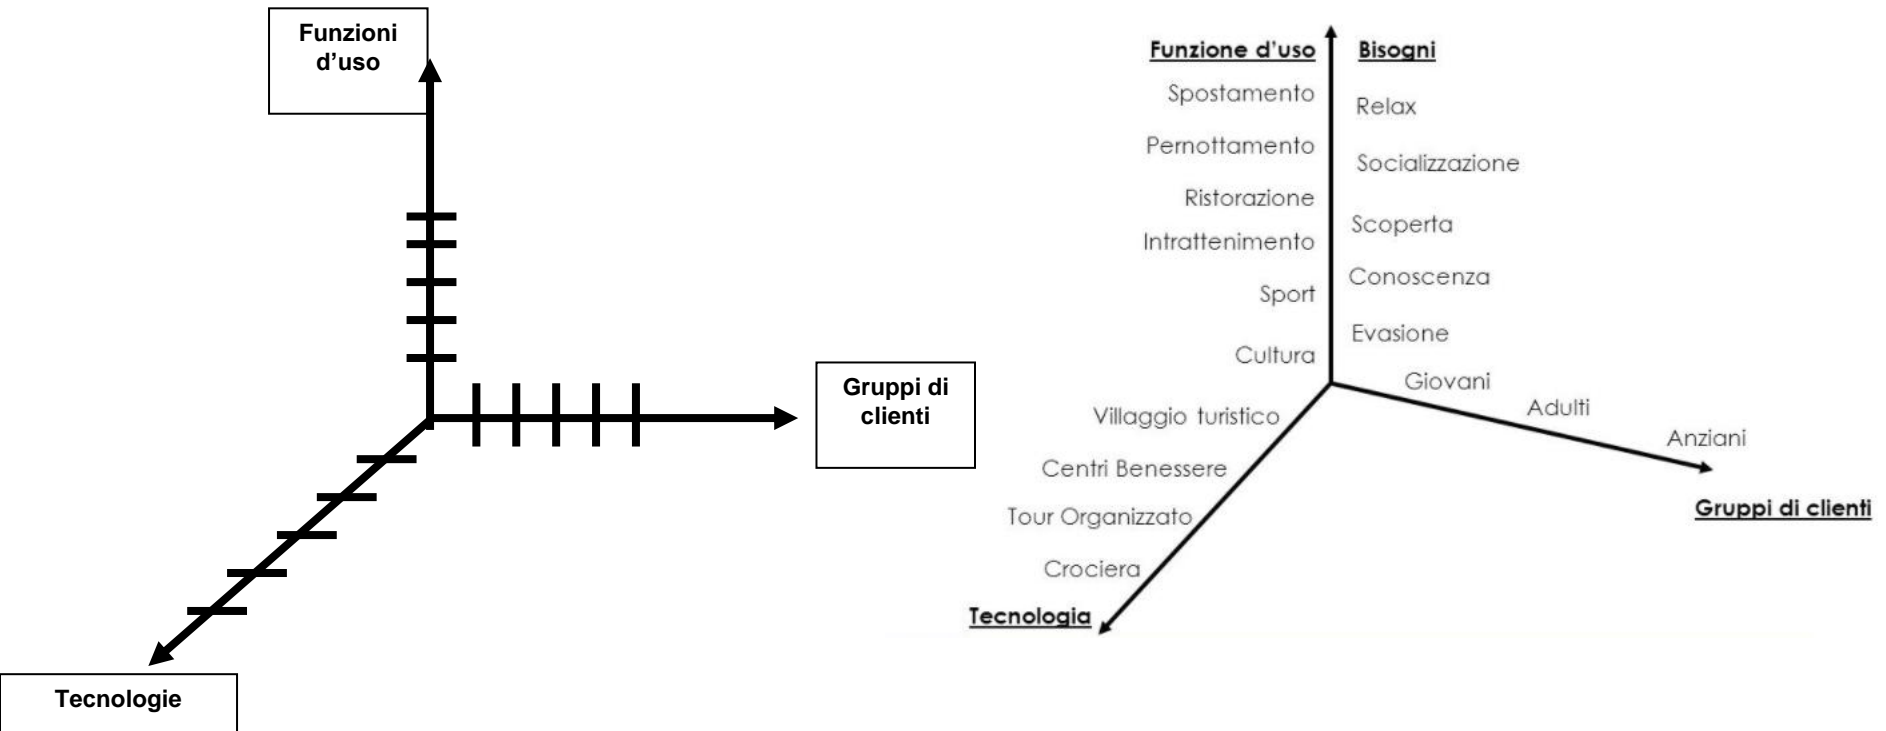 Funzioni
d’uso
Gruppi di
clienti
Tecnologie
Funzione d’uso
Bisogni
Spostamento
Relax
Pernottamento
Socializzazione
Ristorazione
Scoperta
Intrattenimento
Conoscenza
Sport
Evasione
Cultura
Giovani
Adulti
Anziani
Gruppi di clienti
Villaggio turistico
Centri Benessere
Tour Organizzato
Crociera
Tecnologia